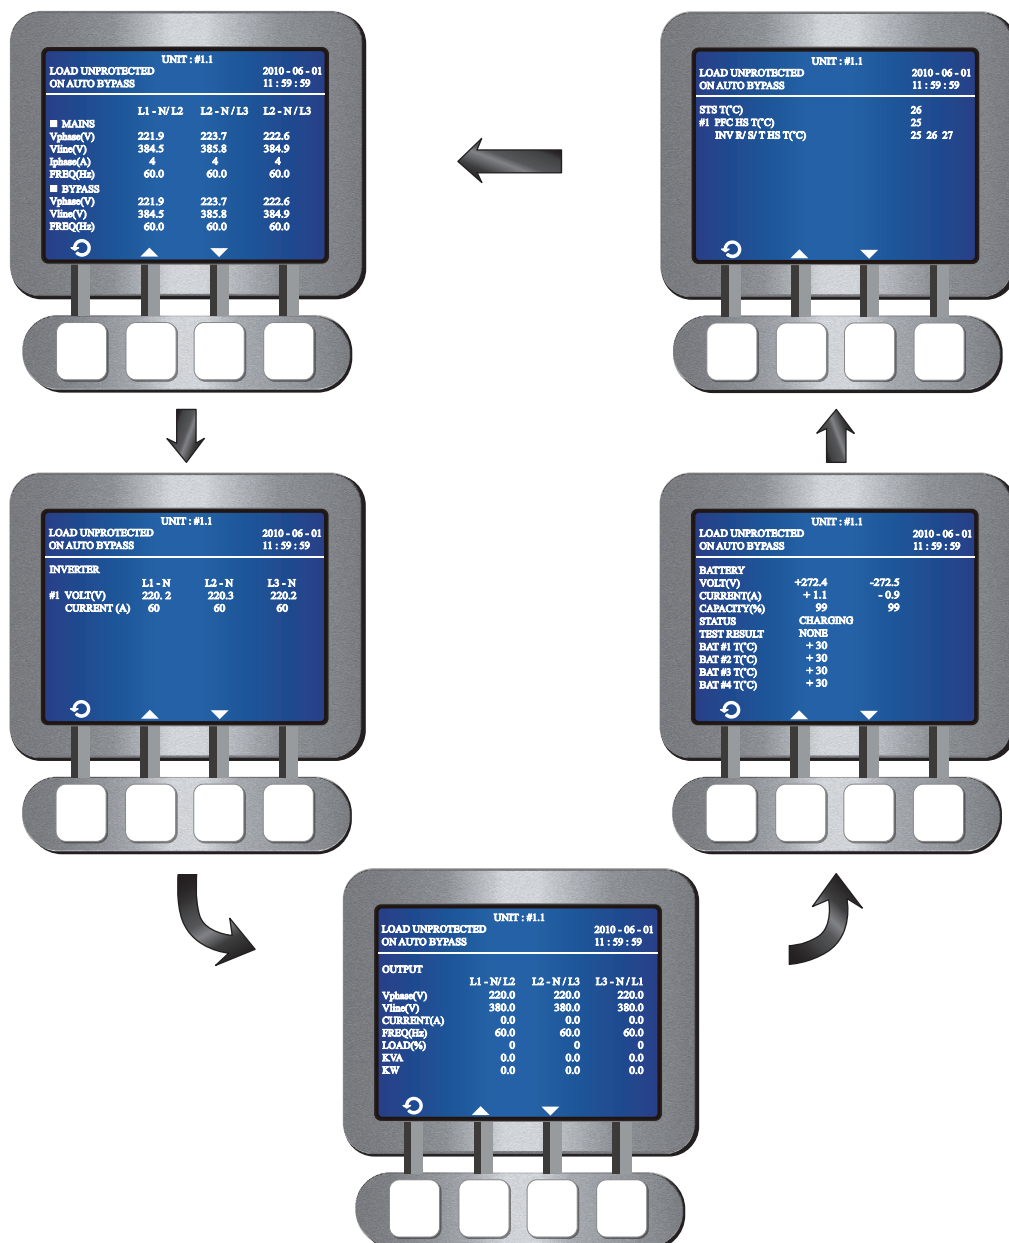 UNIT : #1.1
LOAD UNPROTECTED 2010 - 06 - 01
ON AUTO BYPASS 11 : 59 : 59
L1 - N/ L2 L2 - N / L3 L2 - N / L3
■ MAINS
Vphase(V) 221.9 223.7 222.6
Vline(V) 384.5 385.8 384.9
Iphase(A) 4 4 4
FREQ(Hz) 60.0 60.0 60.0
■ BYPASS
Vphase(V) 221.9 223.7 222.6
Vline(V) 384.5 385.8 384.9
FREQ(Hz) 60.0 60.0 60.0
UNIT : #1.1
LOAD UNPROTECTED 2010 - 06 - 01
ON AUTO BYPASS 11 : 59 : 59
STS T(°C) 26
#1 PFC HS T(°C) 25
INV R/ S/ T HS T(°C) 25 26 27
UNIT : #1.1
LOAD UNPROTECTED 2010 - 06 - 01
ON AUTO BYPASS 11 : 59 : 59
INVERTER
L1 - N L2 - N L3 - N
#1 VOLT(V) 220. 2 220.3 220.2
CURRENT (A) 60 60 60
UNIT : #1.1
LOAD UNPROTECTED 2010 - 06 - 01
ON AUTO BYPASS 11 : 59 : 59
BATTERY
VOLT(V) +272.4 -272.5
CURRENT(A) + 1.1 - 0.9
CAPACITY(%) 99 99
STATUS CHARGING
TEST RESULT NONE
BAT #1 T(°C) + 30
BAT #2 T(°C) + 30
BAT #3 T(°C) + 30
BAT #4 T(°C) + 30
UNIT : #1.1
LOAD UNPROTECTED 2010 - 06 - 01
ON AUTO BYPASS 11 : 59 : 59
OUTPUT
L1 - N/ L2 L2 - N / L3 L3 - N / L1
Vphase(V) 220.0 220.0 220.0
Vline(V) 380.0 380.0 380.0
CURRENT(A) 0.0 0.0 0.0
FREQ(Hz) 60.0 60.0 60.0
LOAD(%) 0 0 0
KVA 0.0 0.0 0.0
KW 0.0 0.0 0.0